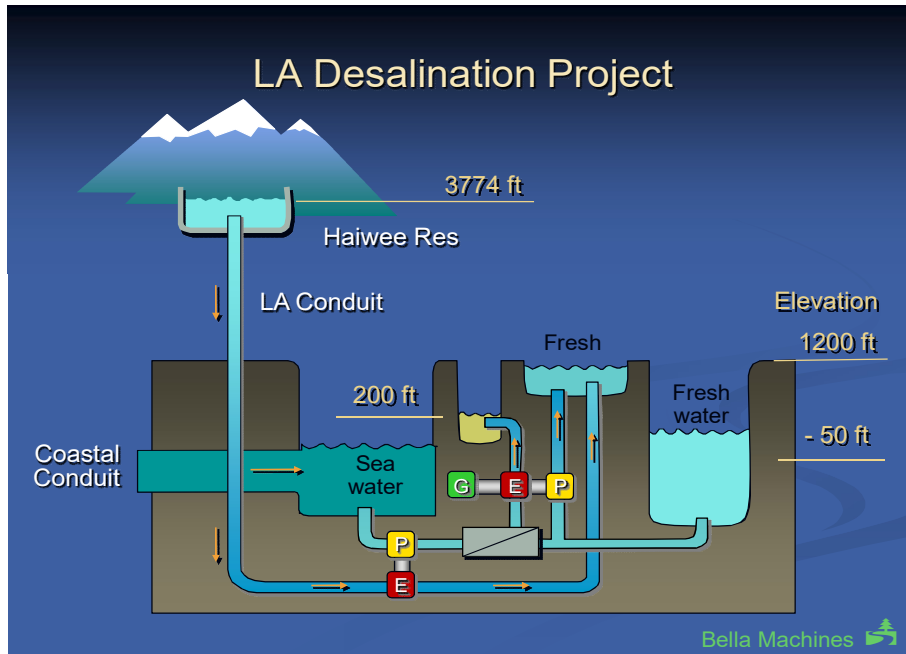 LA Desalination Project
3774 ft
Haiwee Res
LA Conduit
Elevation
1200 ft
Fresh
200 ft
Fresh
water
- 50 ft
Coastal
Conduit
Sea
water
G
E
P
P
E
Bella Machines